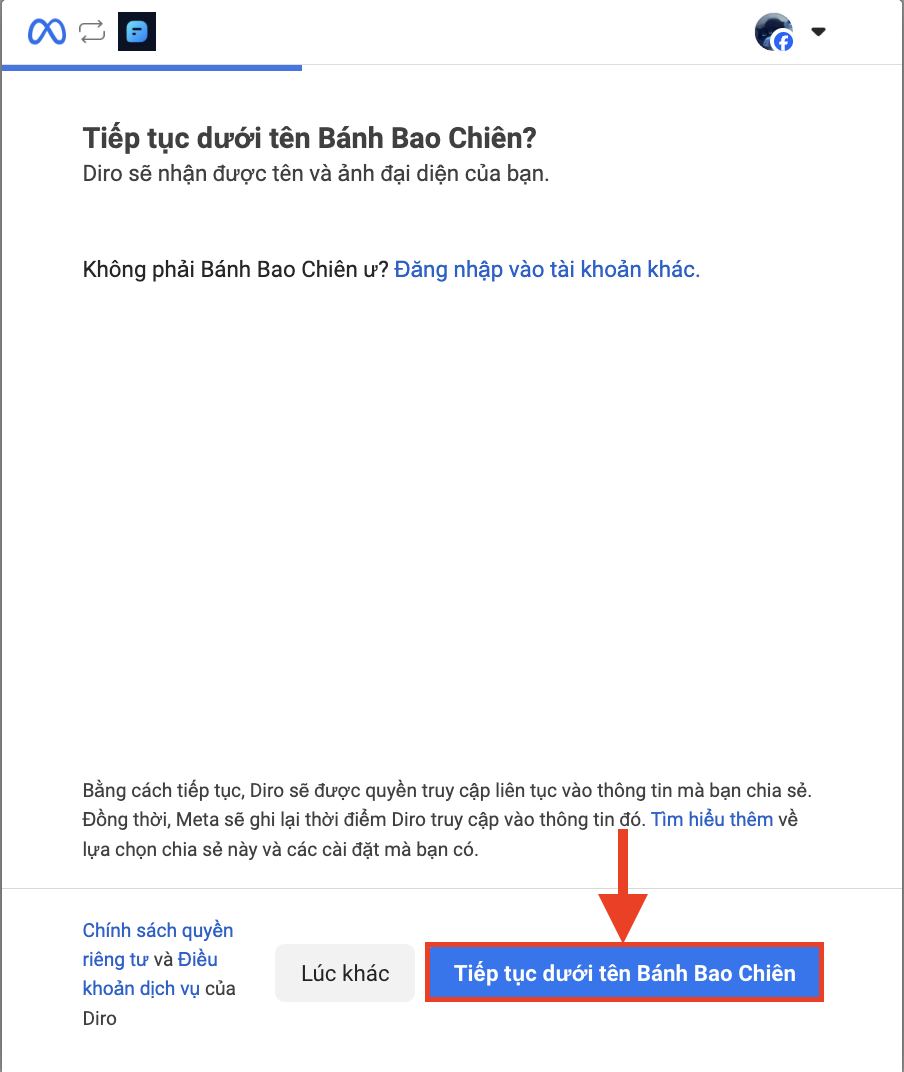 Tiếp tục dưới tên Bánh Bao Chiên?
Diro sẽ nhận được tên và ảnh đại diện của bạn.
Không phải Bánh Bao Chiên ư? Đăng nhập vào tài khoản khác.
Bằng cách tiếp tục, Diro sẽ được quyền truy cập liên tục vào thông tin mà bạn chia sẻ.
Đồng thời, Meta sẽ ghi lại thời điểm Diro truy cập vào thông tin đó. Tìm hiểu thêm về
lựa chọn chia sẻ này và các cài đặt mà bạn có.
Chính sách quyền
riêng tư và Điều
khoản dịch vụ của
Diro
Lúc khác
Tiếp tục dưới tên Bánh Bao Chiên